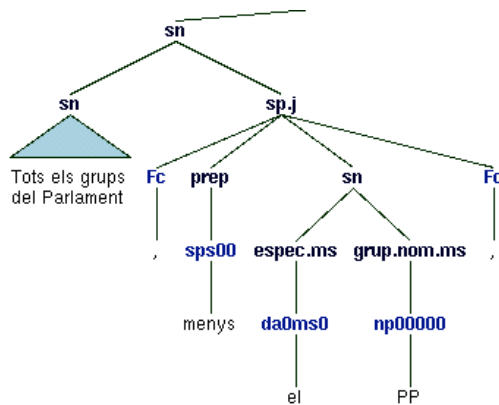 sn
sn sp.j
Tots els grups
del Parlament
Fc prep sn Fc
, sps00 espec.ms grup.nom.ms ,
menys da0ms0 np00000
el PP